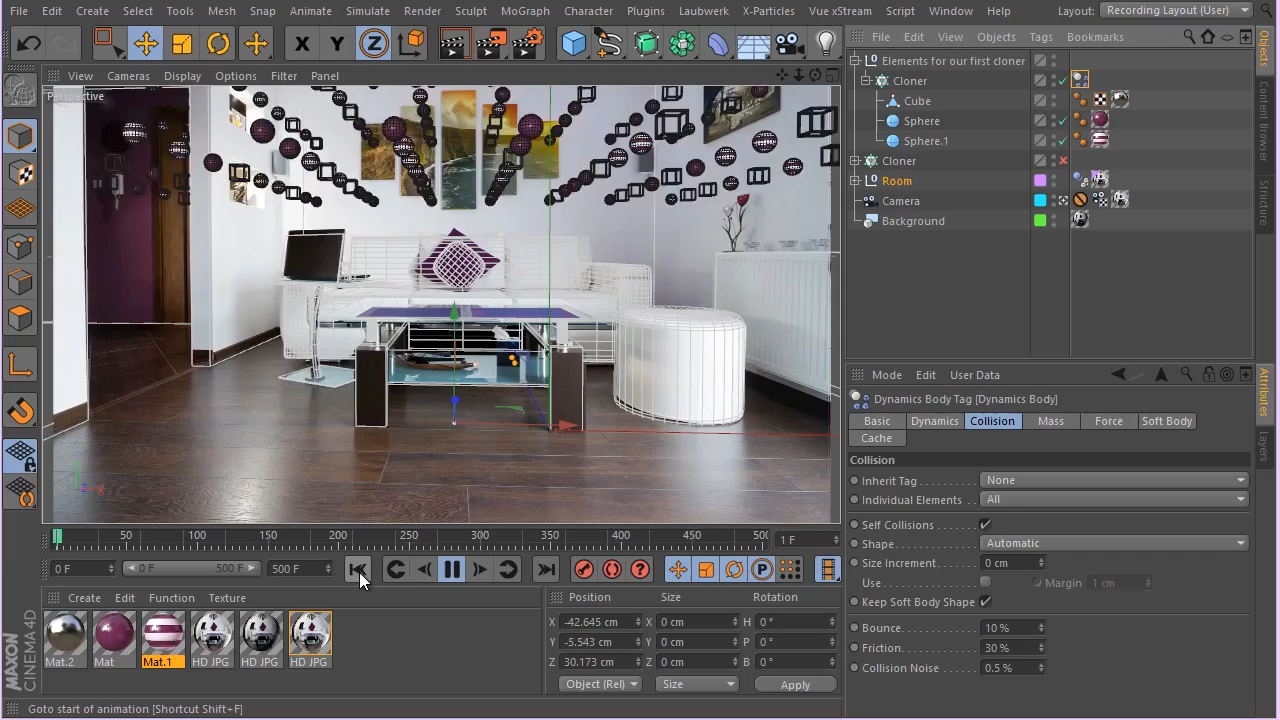 File Edit Create Select Tools Mesh Snap Animate Simulate Render Sculpt MoGraph Character Plugins Laubwerk X-Particles Vue xStream Script Window Help Layout: Recording Layout (User)
X Y Z
File Edit View Objects Tags Bookmarks
View Cameras Display Options Filter Panel
Perspective
Elements for our first cloner
Cloner
Cube
Sphere
Sphere.1
Cloner
Room
Camera
Background
Objects
Content Browser
Structure
Mode Edit User Data
Dynamics Body Tag [Dynamics Body]
Basic Dynamics Collision Mass Force Soft Body
Cache
Collision
Inherit Tag None
Individual Elements All
Self Collisions
Shape Automatic
Size Increment 0 cm
Use Margin 1 cm
Keep Soft Body Shape
Bounce 10 %
Friction 30 %
Collision Noise 0.5 %
Attributes
Layers
Z X
50 100 150 200 250 300 350 400 450 500 1 F
0 F 0 F 500 F 500 F
P
Create Edit Function Texture
Mat.2 Mat Mat.1 HD JPG HD JPG HD JPG
Position Size Rotation
X -42.645 cm X 0 cm H 0 °
Y -5.543 cm Y 0 cm P 0 °
Z 30.173 cm Z 0 cm B 0 °
Object (Rel) Size Apply
MAXON
CINEMA 4D
Goto start of animation [Shortcut Shift+F]